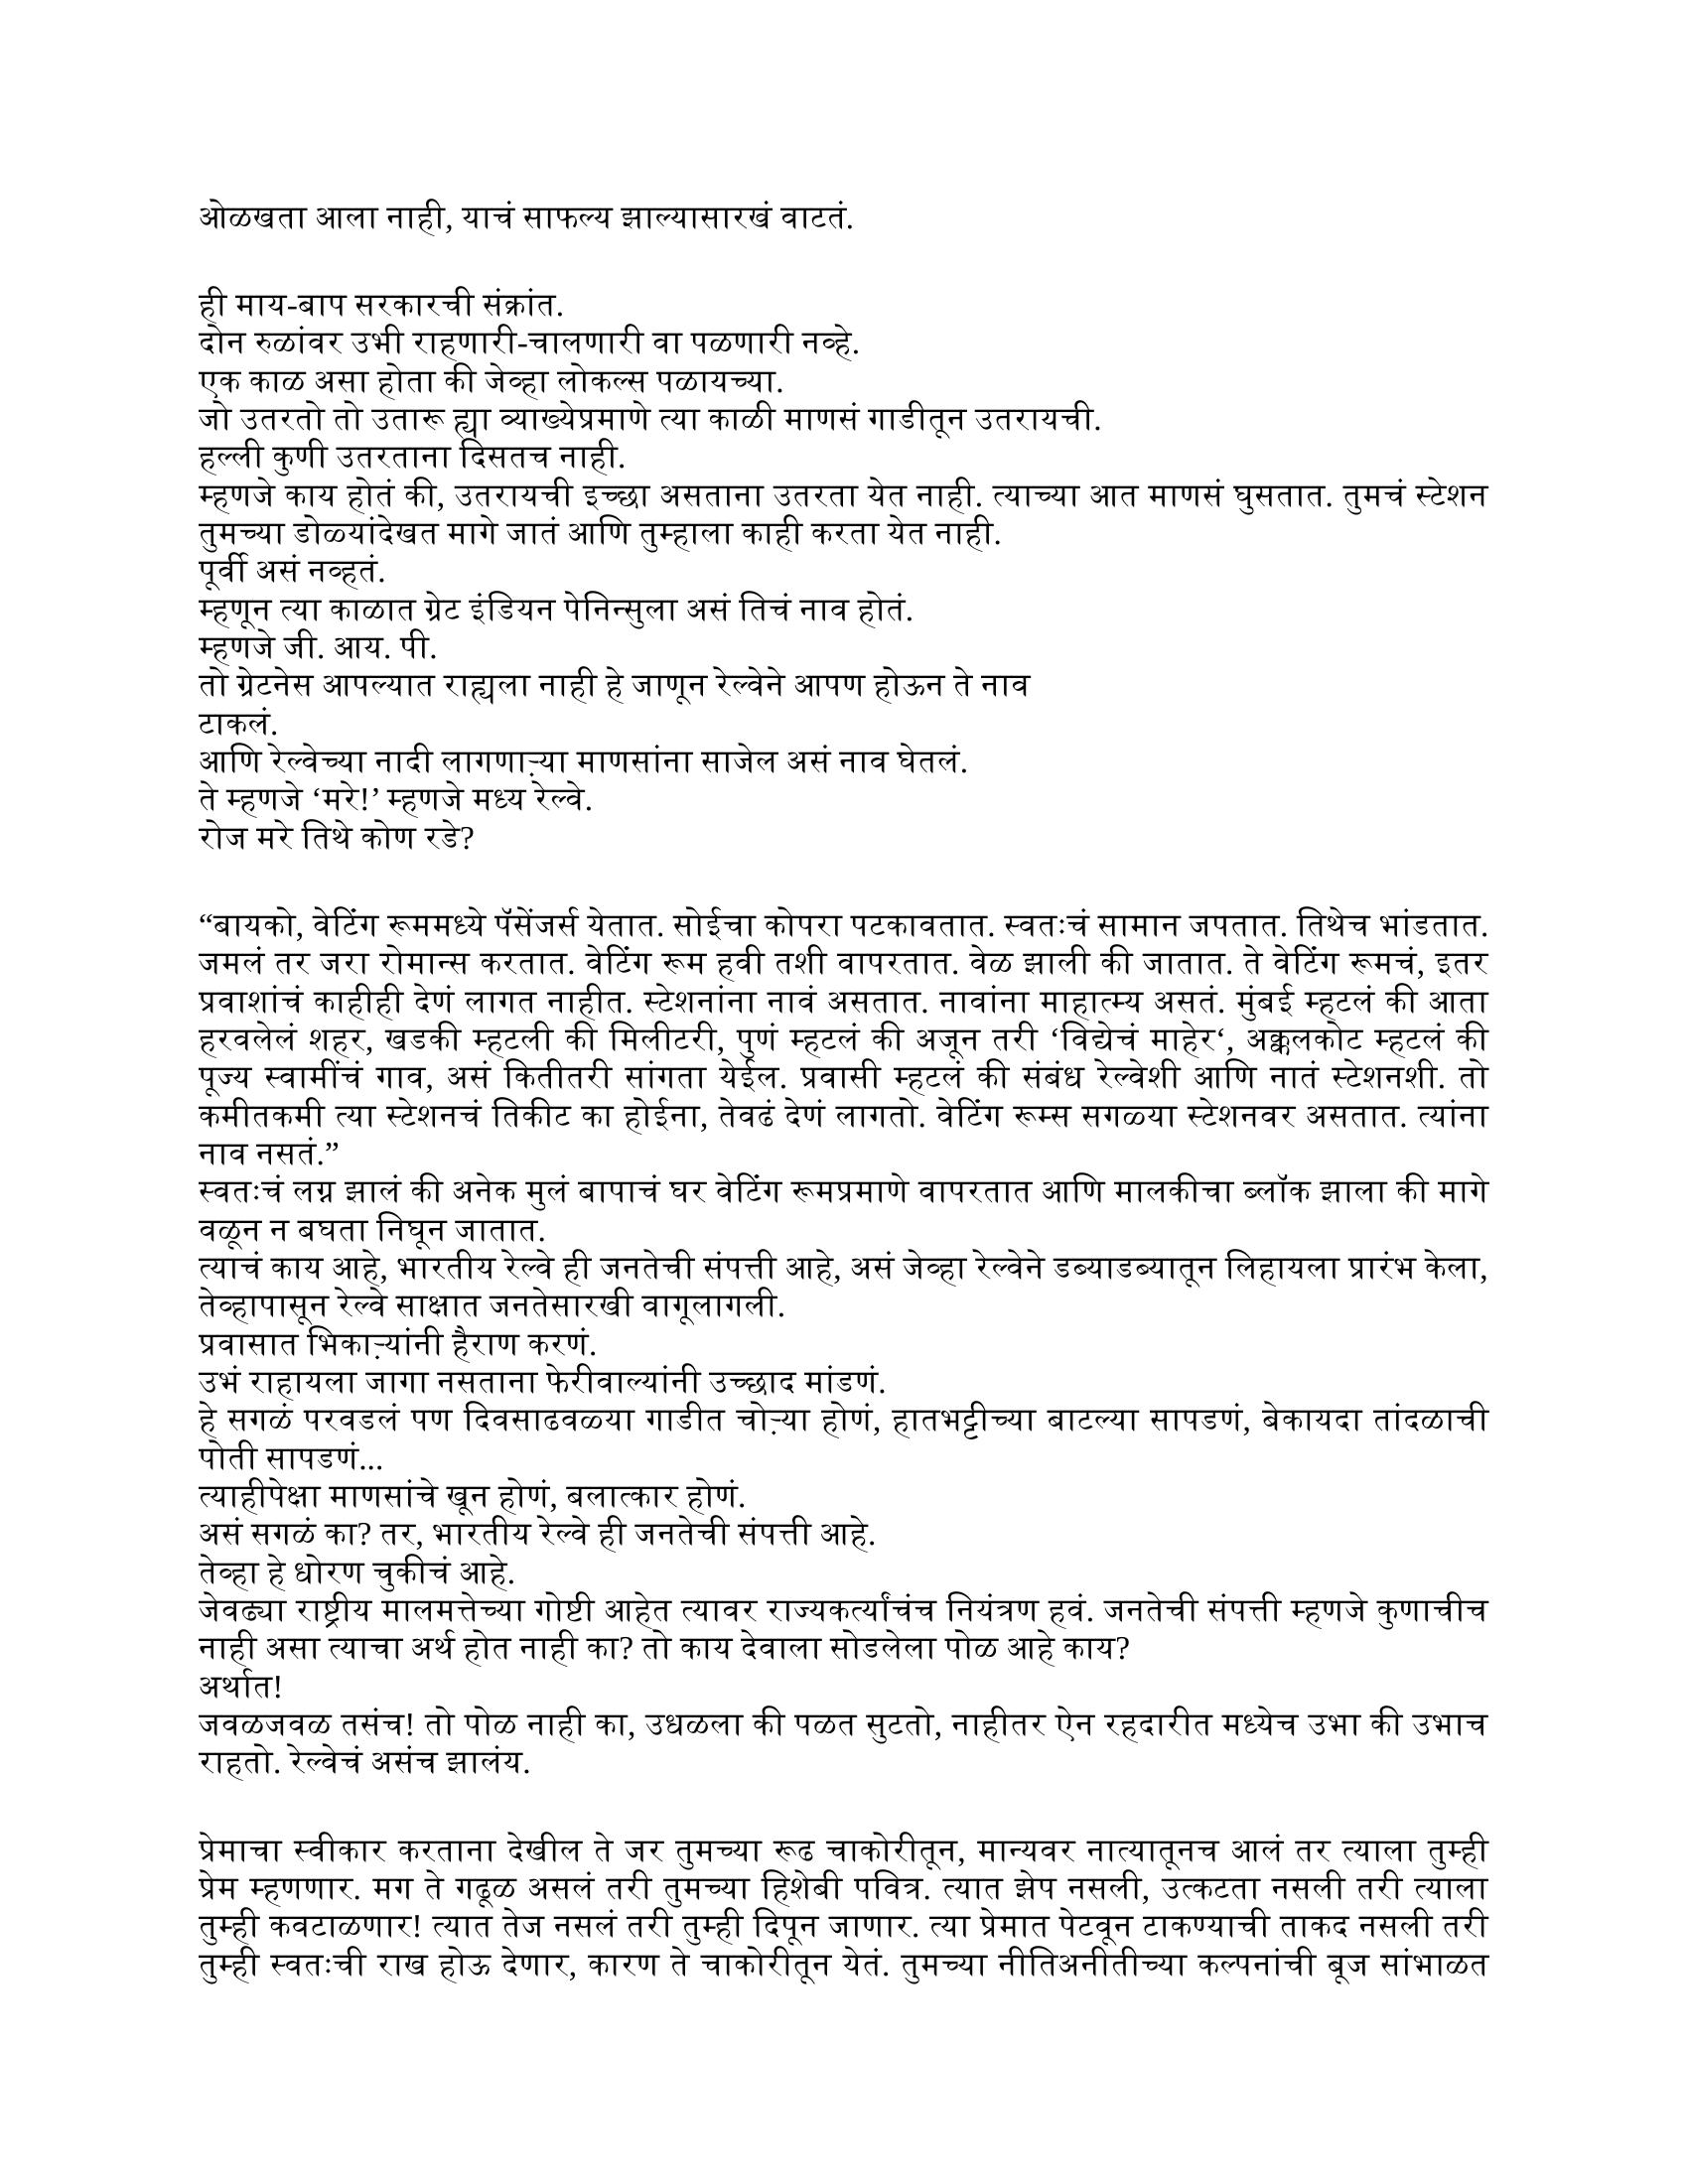 ओळखता आला नाही, याचं साफल्य झाल्यासारखं वाटतं.
ही माय-बाप सरकारची संक्रांत.
दोन रुळांवर उभी राहणारी-चालणारी वा पळणारी नव्हे.
एक काळ असा होता की जेव्हा लोकल्स पळायच्या.
जो उतरतो तो उतारू ह्या व्याख्येप्रमाणे त्या काळी माणसं गाडीतून उतरायची.
हल्ली कुणी उतरताना दिसतच नाही.
म्हणजे काय होतं की, उतरायची इच्छा असताना उतरता येत नाही. त्याच्या आत माणसं घुसतात. तुमचं स्टेशन
तुमच्या डोळ्यांदेखत मागे जातं आणि तुम्हाला काही करता येत नाही.
पूर्वी असं नव्हतं.
म्हणून त्या काळात ग्रेट इंडियन पेनिन्सुला असं तिचं नाव होतं.
म्हणजे जी. आय. पी.
तो ग्रेटनेस आपल्यात राह्यला नाही हे जाणून रेल्वेने आपण होऊन ते नाव
टाकलं.
आणि रेल्वेच्या नादी लागणाऱ्या माणसांना साजेल असं नाव घेतलं.
ते म्हणजे ‘मरे!’ म्हणजे मध्य रेल्वे.
रोज मरे तिथे कोण रडे?
“बायको, वेटिंग रूममध्ये पॅसेंजर्स येतात. सोईचा कोपरा पटकावतात. स्वतःचं सामान जपतात. तिथेच भांडतात.
जमलं तर जरा रोमान्स करतात. वेटिंग रूम हवी तशी वापरतात. वेळ झाली की जातात. ते वेटिंग रूमचं, इतर
प्रवाशांचं काहीही देणं लागत नाहीत. स्टेशनांना नावं असतात. नावांना माहात्म्य असतं. मुंबई म्हटलं की आता
हरवलेलं शहर, खडकी म्हटली की मिलीटरी, पुणं म्हटलं की अजून तरी ‘विद्येचं माहेर‘, अक्कलकोट म्हटलं की
पूज्य स्वामींचं गाव, असं कितीतरी सांगता येईल. प्रवासी म्हटलं की संबंध रेल्वेशी आणि नातं स्टेशनशी. तो
कमीतकमी त्या स्टेशनचं तिकीट का होईना, तेवढं देणं लागतो. वेटिंग रूम्स सगळ्या स्टेशनवर असतात. त्यांना
नाव नसतं.”
स्वतःचं लग्न झालं की अनेक मुलं बापाचं घर वेटिंग रूमप्रमाणे वापरतात आणि मालकीचा ब्लॉक झाला की मागे
वळून न बघता निघून जातात.
त्याचं काय आहे, भारतीय रेल्वे ही जनतेची संपत्ती आहे, असं जेव्हा रेल्वेने डब्याडब्यातून लिहायला प्रारंभ केला,
तेव्हापासून रेल्वे साक्षात जनतेसारखी वागूलागली.
प्रवासात भिकाऱ्यांनी हैराण करणं.
उभं राहायला जागा नसताना फेरीवाल्यांनी उच्छाद मांडणं.
हे सगळं परवडलं पण दिवसाढवळ्या गाडीत चोऱ्या होणं, हातभट्टीच्या बाटल्या सापडणं, बेकायदा तांदळाची
पोती सापडणं...
त्याहीपेक्षा माणसांचे खून होणं, बलात्कार होणं.
असं सगळं का? तर, भारतीय रेल्वे ही जनतेची संपत्ती आहे.
तेव्हा हे धोरण चुकीचं आहे.
जेवढ्या राष्ट्रीय मालमत्तेच्या गोष्टी आहेत त्यावर राज्यकर्त्यांचंच नियंत्रण हवं. जनतेची संपत्ती म्हणजे कुणाचीच
नाही असा त्याचा अर्थ होत नाही का? तो काय देवाला सोडलेला पोळ आहे काय?
अर्थात!
जवळजवळ तसंच! तो पोळ नाही का, उधळला की पळत सुटतो, नाहीतर ऐन रहदारीत मध्येच उभा की उभाच
राहतो. रेल्वेचं असंच झालंय.
प्रेमाचा स्वीकार करताना देखील ते जर तुमच्या रूढ चाकोरीतून, मान्यवर नात्यातूनच आलं तर त्याला तुम्ही
प्रेम म्हणणार. मग ते गढूळ असलं तरी तुमच्या हिशेबी पवित्र. त्यात झेप नसली, उत्कटता नसली तरी त्याला
तुम्ही कवटाळणार! त्यात तेज नसलं तरी तुम्ही दिपून जाणार. त्या प्रेमात पेटवून टाकण्याची ताकद नसली तरी
तुम्ही स्वतःची राख होऊ देणार, कारण ते चाकोरीतून येतं. तुमच्या नीतिअनीतीच्या कल्पनांची बूज सांभाळत